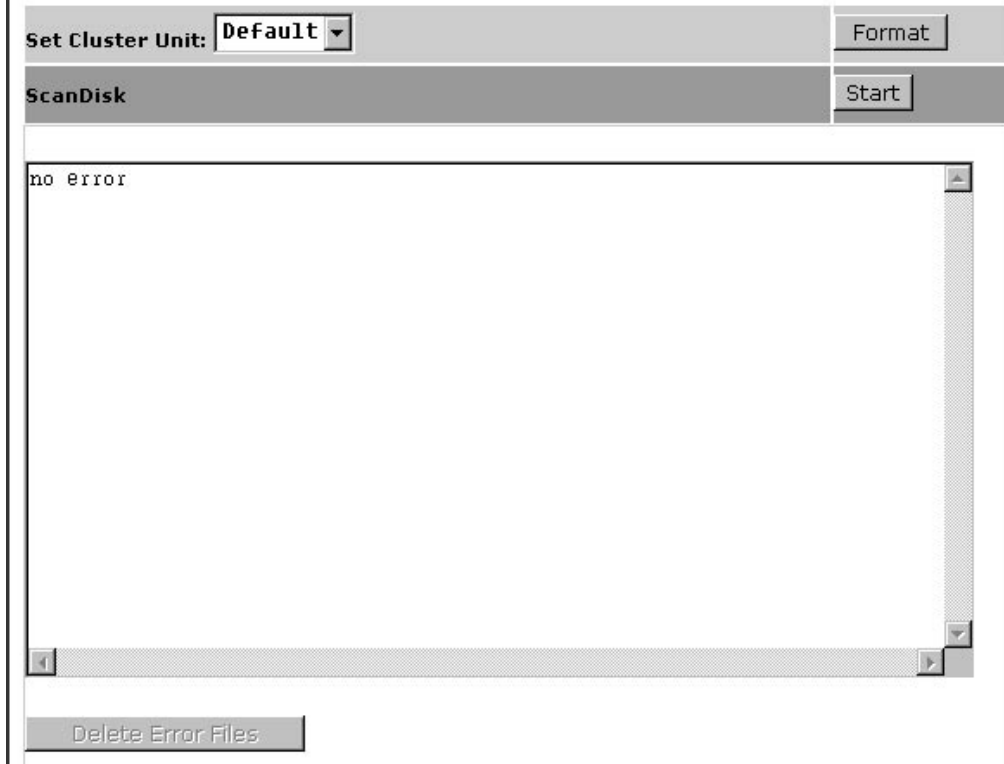 Set Cluster Unit: Default Format
ScanDisk Start
no error
Delete Error Files